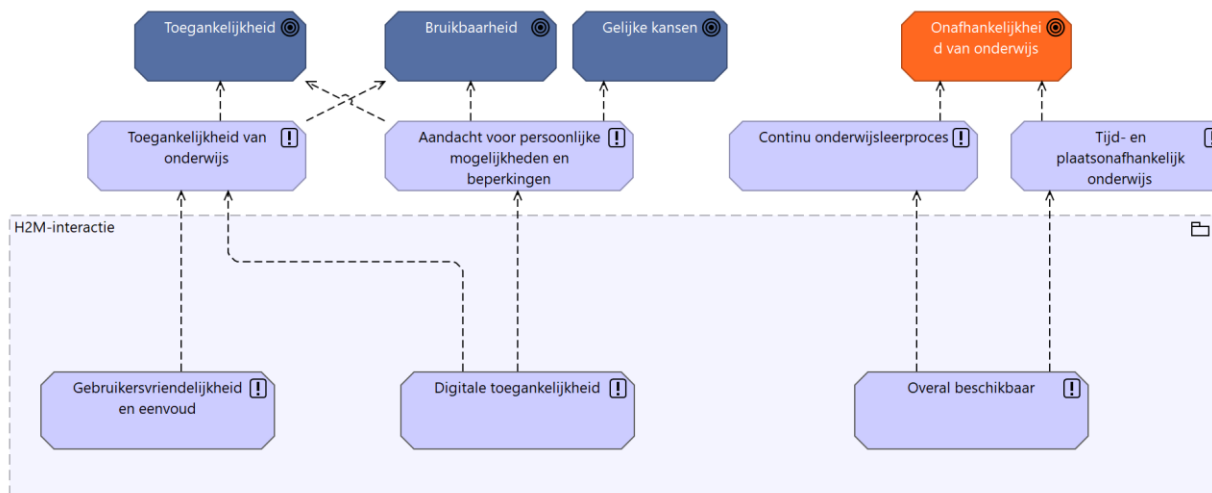 Toegankelijkheid
Bruikbaarheid
Gelijke kansen
Onafhankelijkhei
d van onderwijs
Toegankelijkheid van
onderwijs
Aandacht voor persoonlijke
mogelijkheden en
beperkingen
Continu onderwijsleerproces
Tijd- en
plaatsonafhankelijk
onderwijs
H2M-interactie
Gebruikersvriendelijkheid
en eenvoud
Digitale toegankelijkheid
Overal beschikbaar